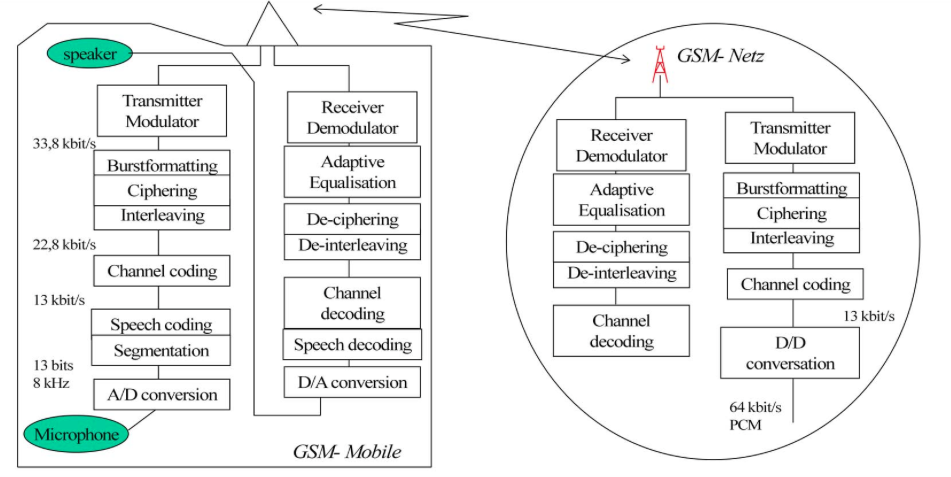 speaker
Transmitter
Modulator
33,8 kbit/s
Burstformatting
Ciphering
Interleaving
22,8 kbit/s
Channel coding
13 kbit/s
Speech coding
Segmentation
13 bits
8 kHz
A/D conversion
Microphone
Receiver
Demodulator
Adaptive
Equalisation
De-ciphering
De-interleaving
Channel
decoding
Speech decoding
D/A conversion
GSM- Mobile
GSM- Netz
Receiver
Demodulator
Adaptive
Equalisation
De-ciphering
De-interleaving
Channel
decoding
Transmitter
Modulator
Burstformatting
Ciphering
Interleaving
Channel coding
13 kbit/s
D/D
conversation
64 kbit/s
PCM